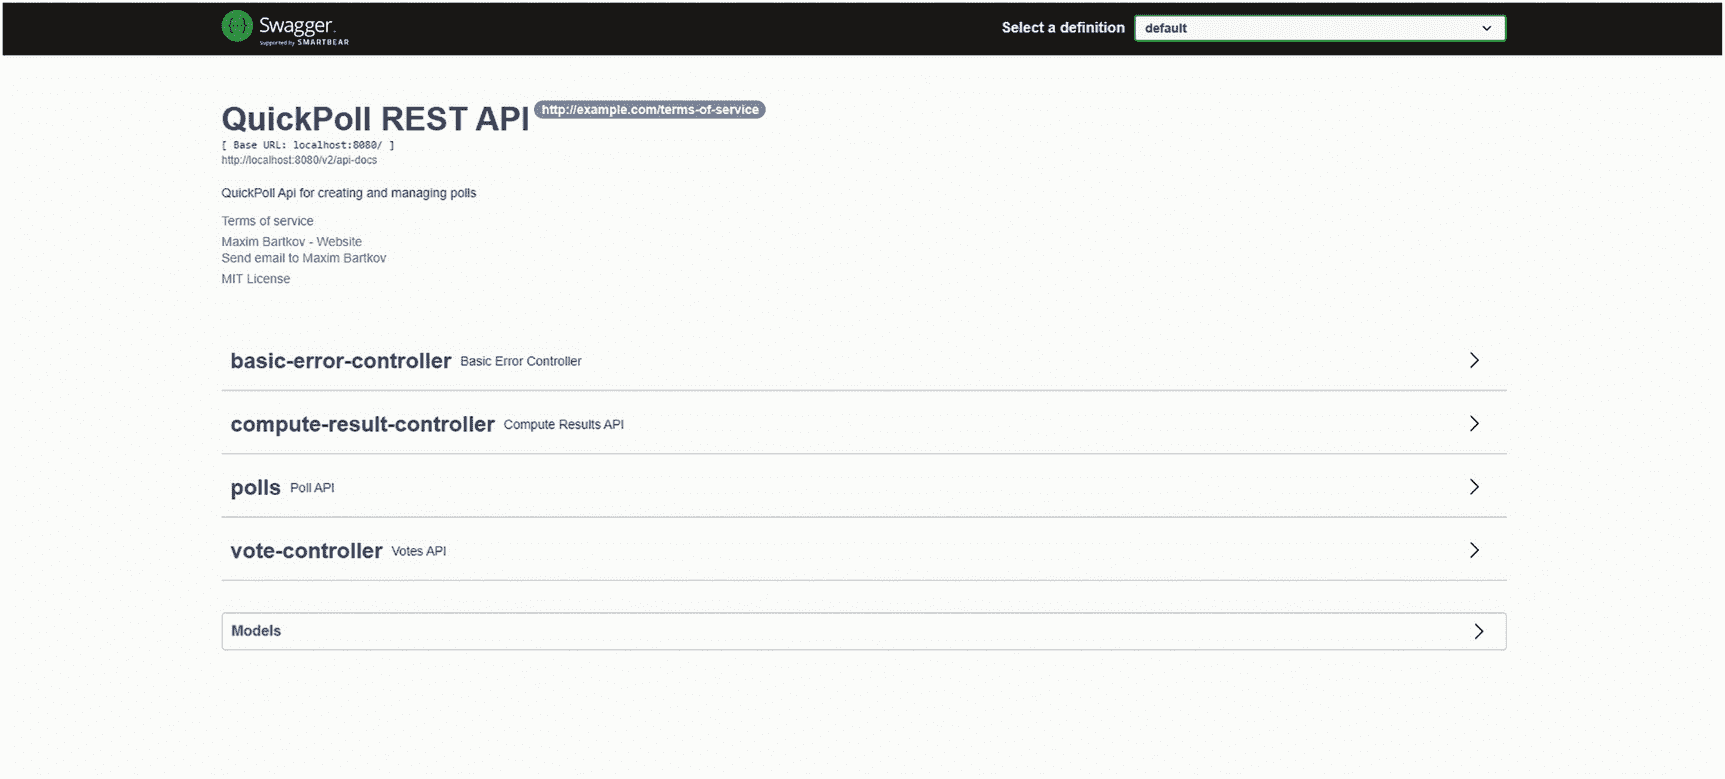 Swagger.
Supported by SMARTBEAR
Select a definition default
QuickPoll REST API http://example.com/terms-of-service
[ Base URL: localhost:8080/ ]
http://localhost:8080/v2/api-docs
QuickPoll Api for creating and managing polls
Terms of service
Maxim Bartkov - Website
Send email to Maxim Bartkov
MIT License
basic-error-controller Basic Error Controller
compute-result-controller Compute Results API
polls Poll API
vote-controller Votes API
Models